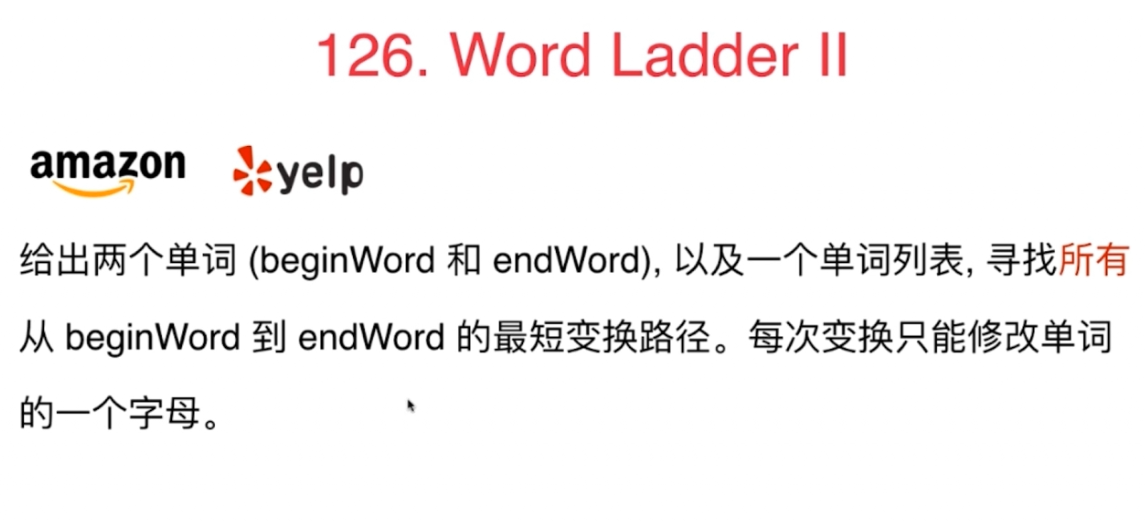 126. Word Ladder II
amazon yelp
给出两个单词 (beginWord 和 endWord), 以及一个单词列表, 寻找所有
从 beginWord 到 endWord 的最短变换路径。每次变换只能修改单词
的一个字母。